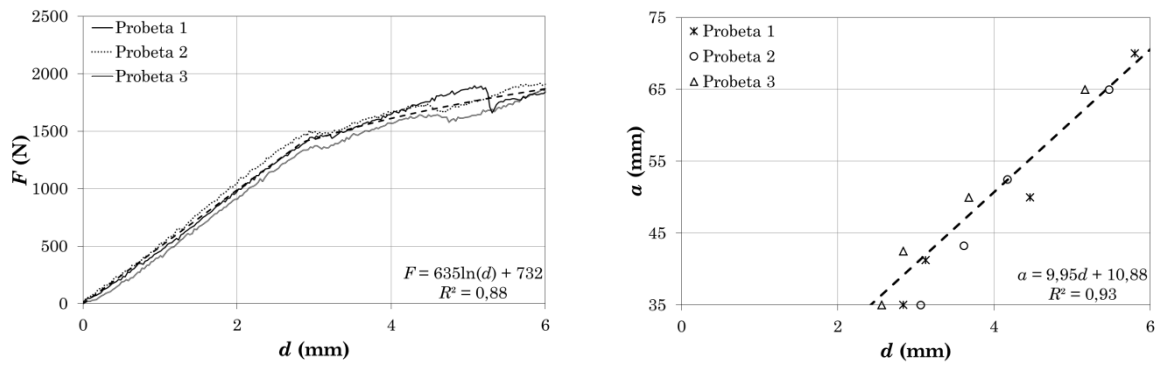 2500
2000
1500
1000
500
0
F (N)
Probeta 1
Probeta 2
Probeta 3
F = 635ln(d) + 732
R² = 0,88
0 2 4 6
d (mm)
75
65
55
45
35
a (mm)
Probeta 1
Probeta 2
Probeta 3
a = 9,95d + 10,88
R² = 0,93
0 2 4 6
d (mm)